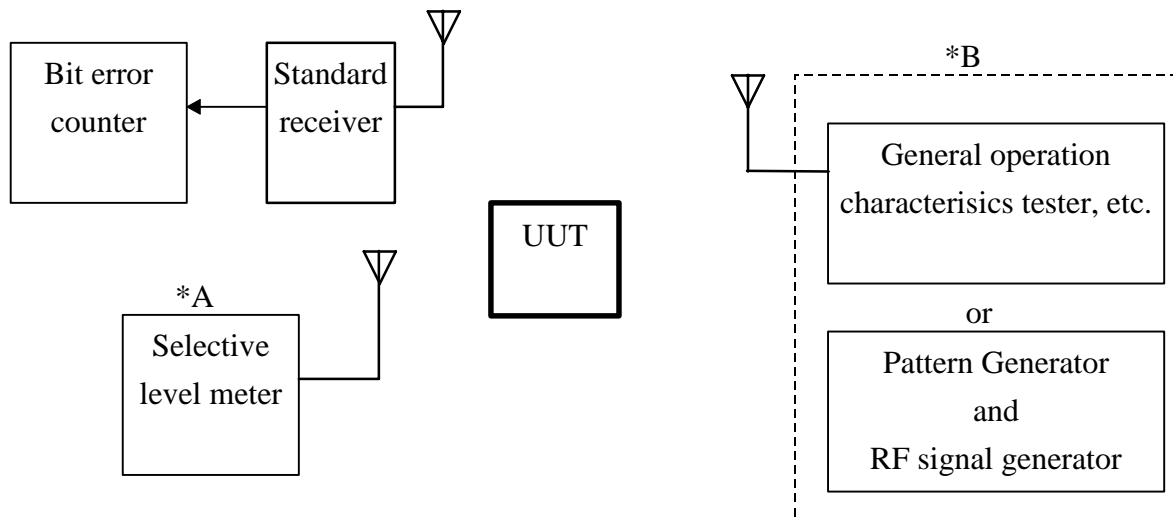 Bit error
counter
Standard
receiver
*A
Selective
level meter
UUT
*B
General operation
characterisics tester, etc.
or
Pattern Generator
and
RF signal generator